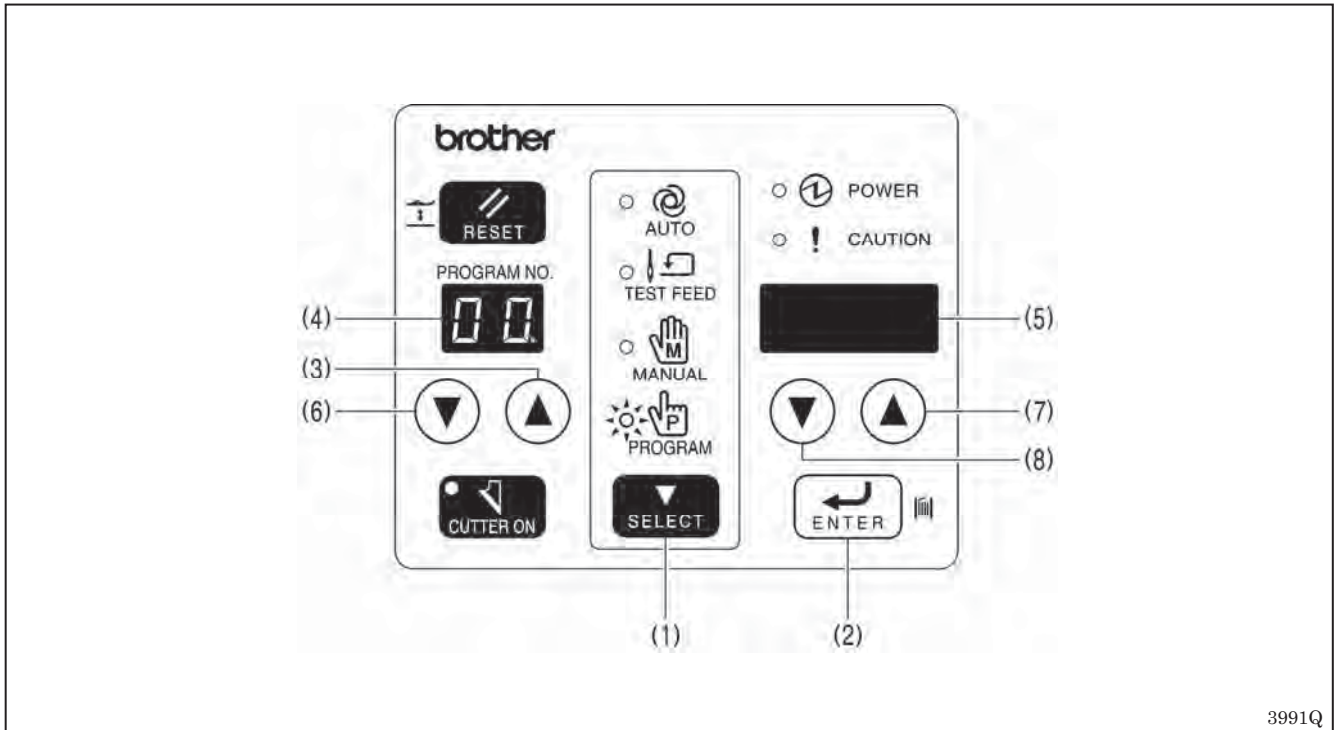 brother
RESET
PROGRAM NO.
00.
(4)
(3)
(6)
CUTTER ON
AUTO
TEST FEED
M
MANUAL
P
PROGRAM
SELECT
POWER
! CAUTION
(5)
(7)
(8)
ENTER
(1)
(2)
3991Q